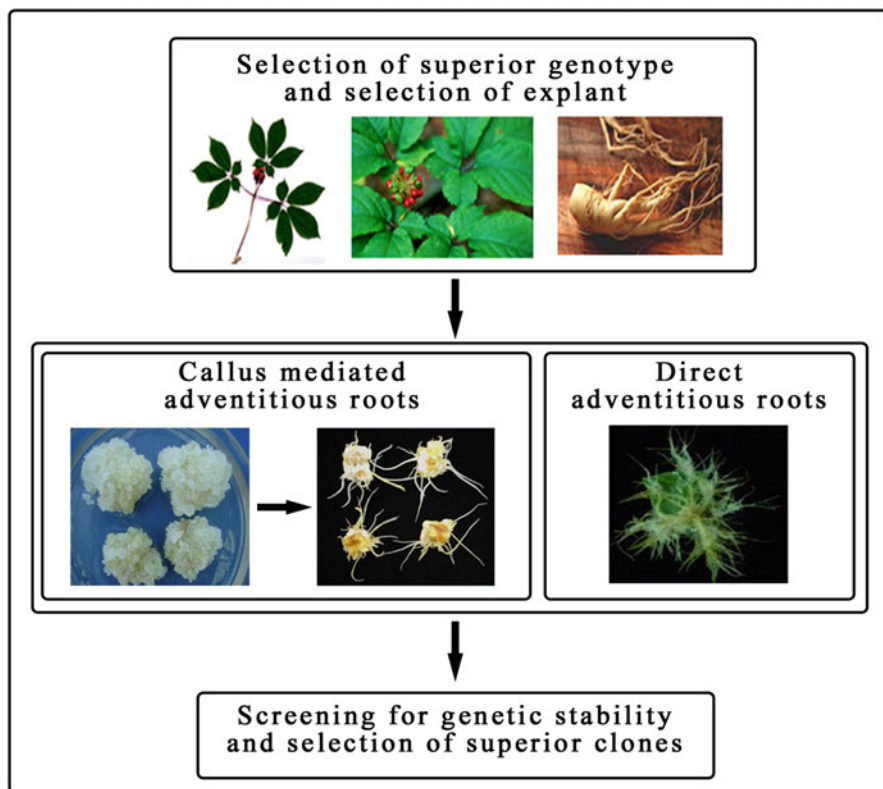 Selection of superior genotype
and selection of explant
Callus mediated
adventitious roots
Direct
adventitious roots
Screening for genetic stability
and selection of superior clones